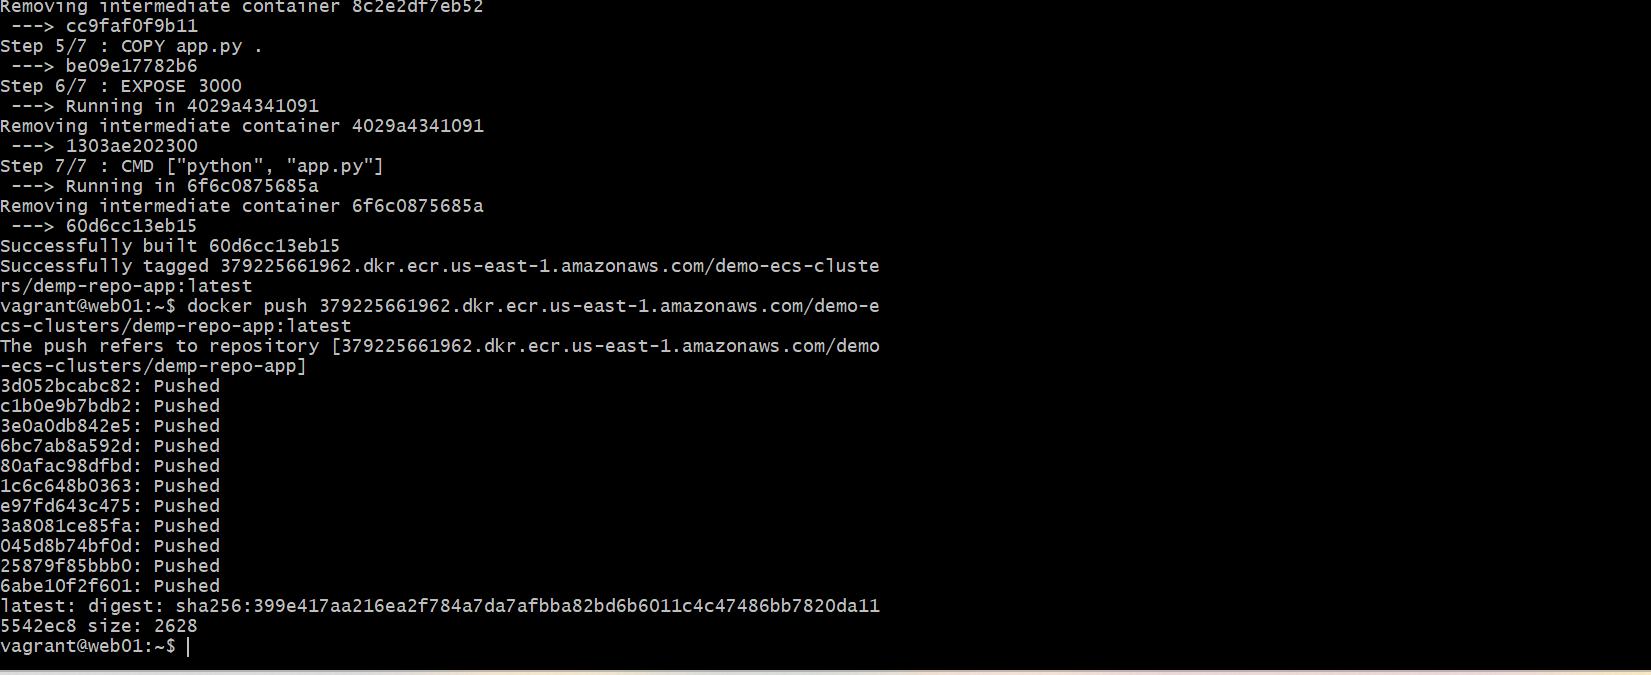 Removing intermediate container 8c2e2df7eb52
 ---> cc9faf0f9b11
Step 5/7 : COPY app.py .
 ---> be09e17782b6
Step 6/7 : EXPOSE 3000
 ---> Running in 4029a4341091
Removing intermediate container 4029a4341091
 ---> 1303ae202300
Step 7/7 : CMD ["python", "app.py"]
 ---> Running in 6f6c0875685a
Removing intermediate container 6f6c0875685a
 ---> 60d6cc13eb15
Successfully built 60d6cc13eb15
Successfully tagged 379225661962.dkr.ecr.us-east-1.amazonaws.com/demo-ecs-cluste
rs/demp-repo-app:latest
vagrant@web01:~$ docker push 379225661962.dkr.ecr.us-east-1.amazonaws.com/demo-e
cs-clusters/demp-repo-app:latest
The push refers to repository [379225661962.dkr.ecr.us-east-1.amazonaws.com/demo
-ecs-clusters/demp-repo-app]
3d052bcabc82: Pushed
c1b0e9b7bdb2: Pushed
3e0a0db842e5: Pushed
6bc7ab8a592d: Pushed
80afac98dfbd: Pushed
1c6c648b0363: Pushed
e97fd643c475: Pushed
3a8081ce85fa: Pushed
045d8b74bf0d: Pushed
25879f85bbb0: Pushed
6abe10f2f601: Pushed
latest: digest: sha256:399e417aa216ea2f784a7da7afbba82bd6b6011c4c47486bb7820da11
5542ec8 size: 2628
vagrant@web01:~$